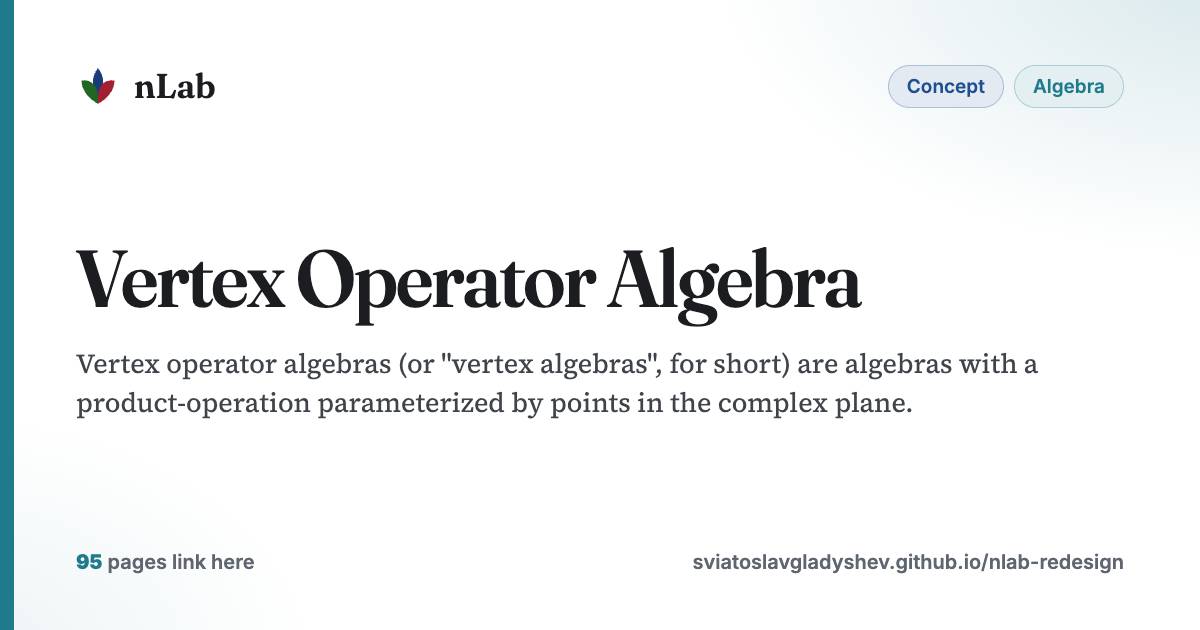 nLab
Concept
Algebra
Vertex Operator Algebra
Vertex operator algebras (or "vertex algebras", for short) are algebras with a
product-operation parameterized by points in the complex plane.
95 pages link here
sviatoslavgladyshev.github.io/nlab-redesign